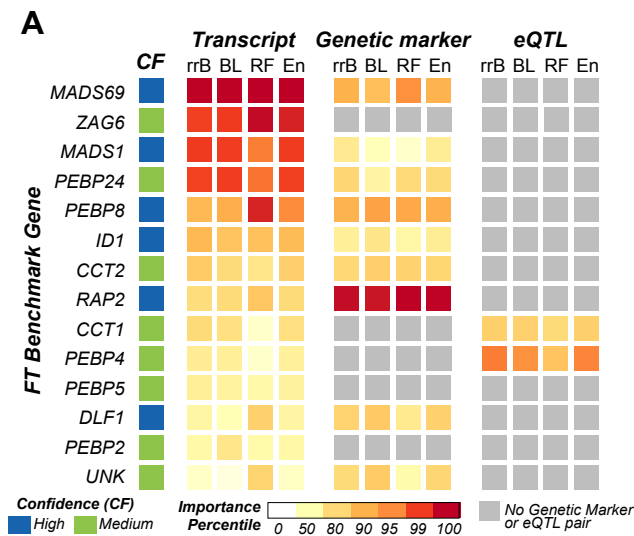 A
Transcript Genetic marker eQTL
CF rrB BL RF En rrB BL RF En rrB BL RF En
FT Benchmark Gene
MADS69
ZAG6
MADS1
PEBP24
PEBP8
ID1
CCT2
RAP2
CCT1
PEBP4
PEBP5
DLF1
PEBP2
UNK
Confidence (CF)
High Medium
Importance
Percentile
0 50 80 90 95 99 100
No Genetic Marker
or eQTL pair